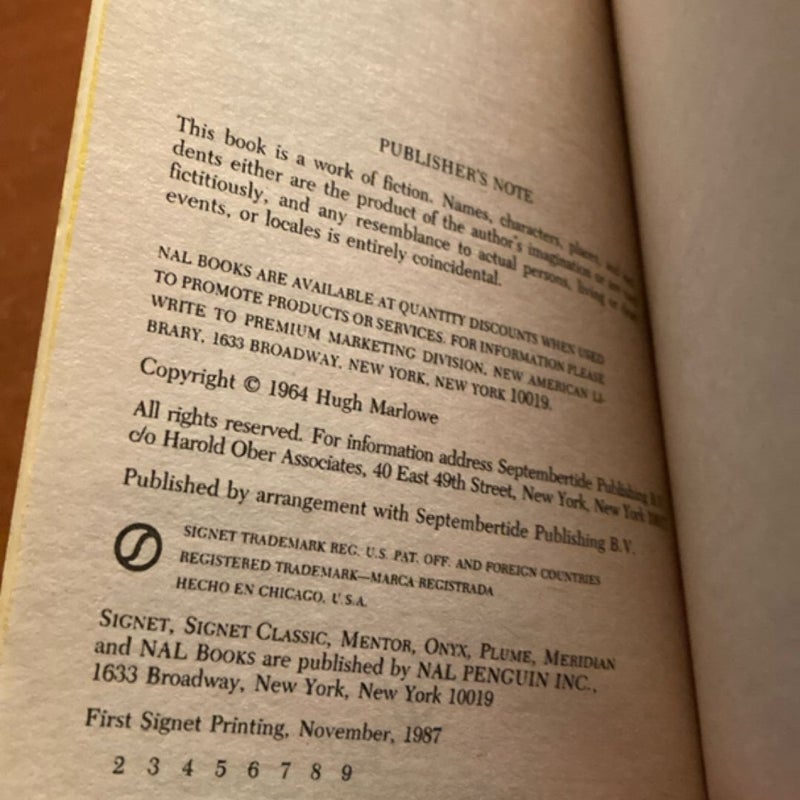 PUBLISHER'S NOTE
This book is a work of fiction. Names, characters, places, and
dents either are the product of the author's imagination or are
fictitiously, and any resemblance to actual persons, living or
events, or locales is entirely coincidental.
NAL BOOKS ARE AVAILABLE AT QUANTITY DISCOUNTS WHEN USED
TO PROMOTE PRODUCTS OR SERVICES. FOR INFORMATION PLEASE
WRITE TO PREMIUM MARKETING DIVISION, NEW AMERICAN LI-
BRARY, 1633 BROADWAY, NEW YORK, NEW YORK 10019.
Copyright © 1964 Hugh Marlowe
All rights reserved. For information address Septembertide Publishing
c/o Harold Ober Associates, 40 East 49th Street, New York, New York
Published by arrangement with Septembertide Publishing B.V.
SIGNET TRADEMARK REG. U.S. PAT. OFF. AND FOREIGN COUNTRIES
REGISTERED TRADEMARK—MARCA REGISTRADA
HECHO EN CHICAGO, U.S.A.
SIGNET, SIGNET CLASSIC, MENTOR, ONYX, PLUME, MERIDIAN
and NAL BOOKS are published by NAL PENGUIN INC.,
1633 Broadway, New York, New York 10019
First Signet Printing, November, 1987
2 3 4 5 6 7 8 9